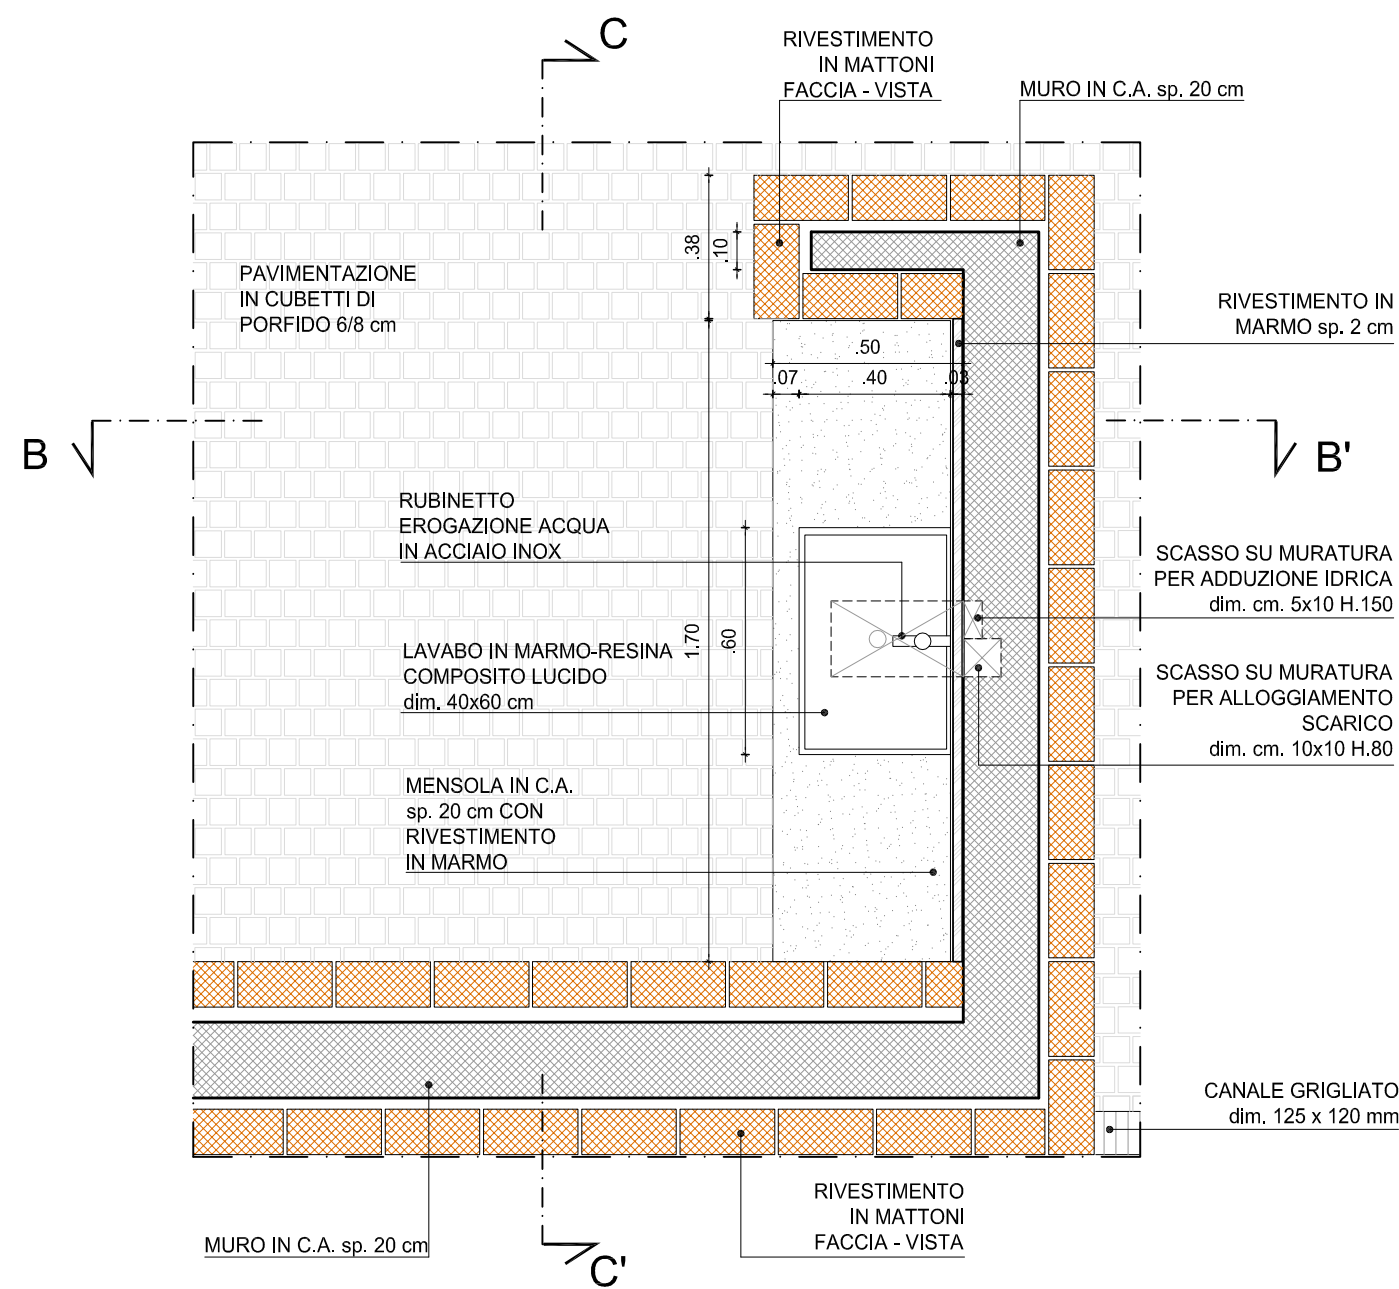 C
RIVESTIMENTO
IN MATTONI
FACCIA - VISTA
MURO IN C.A. sp. 20 cm
.38
.10
PAVIMENTAZIONE
IN CUBETTI DI
PORFIDO 6/8 cm
RIVESTIMENTO IN
MARMO sp. 2 cm
.50
.07
.40
.03
B
B'
RUBINETTO
EROGAZIONE ACQUA
IN ACCIAIO INOX
SCASSO SU MURATURA
PER ADDUZIONE IDRICA
dim. cm. 5x10 H.150
1.70
.60
LAVABO IN MARMO-RESINA
COMPOSITO LUCIDO
dim. 40x60 cm
SCASSO SU MURATURA
PER ALLOGGIAMENTO
SCARICO
dim. cm. 10x10 H.80
MENSOLA IN C.A.
sp. 20 cm CON
RIVESTIMENTO
IN MARMO
CANALE GRIGLIATO
dim. 125 x 120 mm
RIVESTIMENTO
IN MATTONI
FACCIA - VISTA
MURO IN C.A. sp. 20 cm
C'